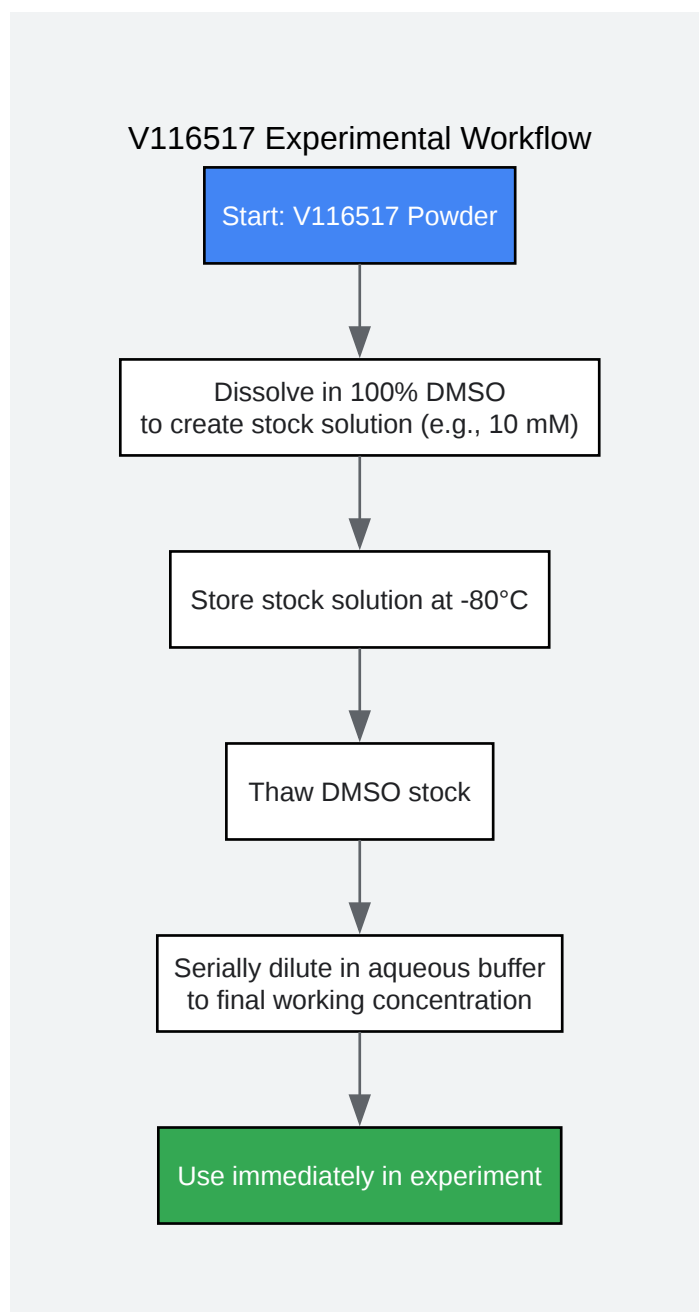 V116517 Experimental Workflow
Start: V116517 Powder
Dissolve in 100% DMSO
to create stock solution (e.g., 10 mM)
Store stock solution at -80°C
Thaw DMSO stock
Serially dilute in aqueous buffer
to final working concentration
Use immediately in experiment